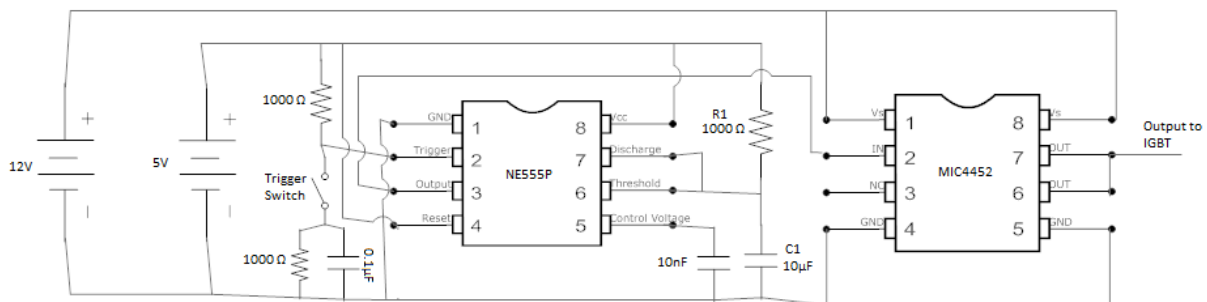 12V
+
–
5V
+
–
1000 Ω
Trigger
Switch
1000 Ω
0.1µF
GND
1
Trigger
2
Output
3
Reset
4
NE555P
8
Vcc
7
Discharge
6
Threshold
5
Control Voltage
R1
1000 Ω
10nF
C1
10µF
Vs
1
IN
2
NC
3
GND
4
MIC4452
8
Vs
7
OUT
6
OUT
5
GND
Output to
IGBT